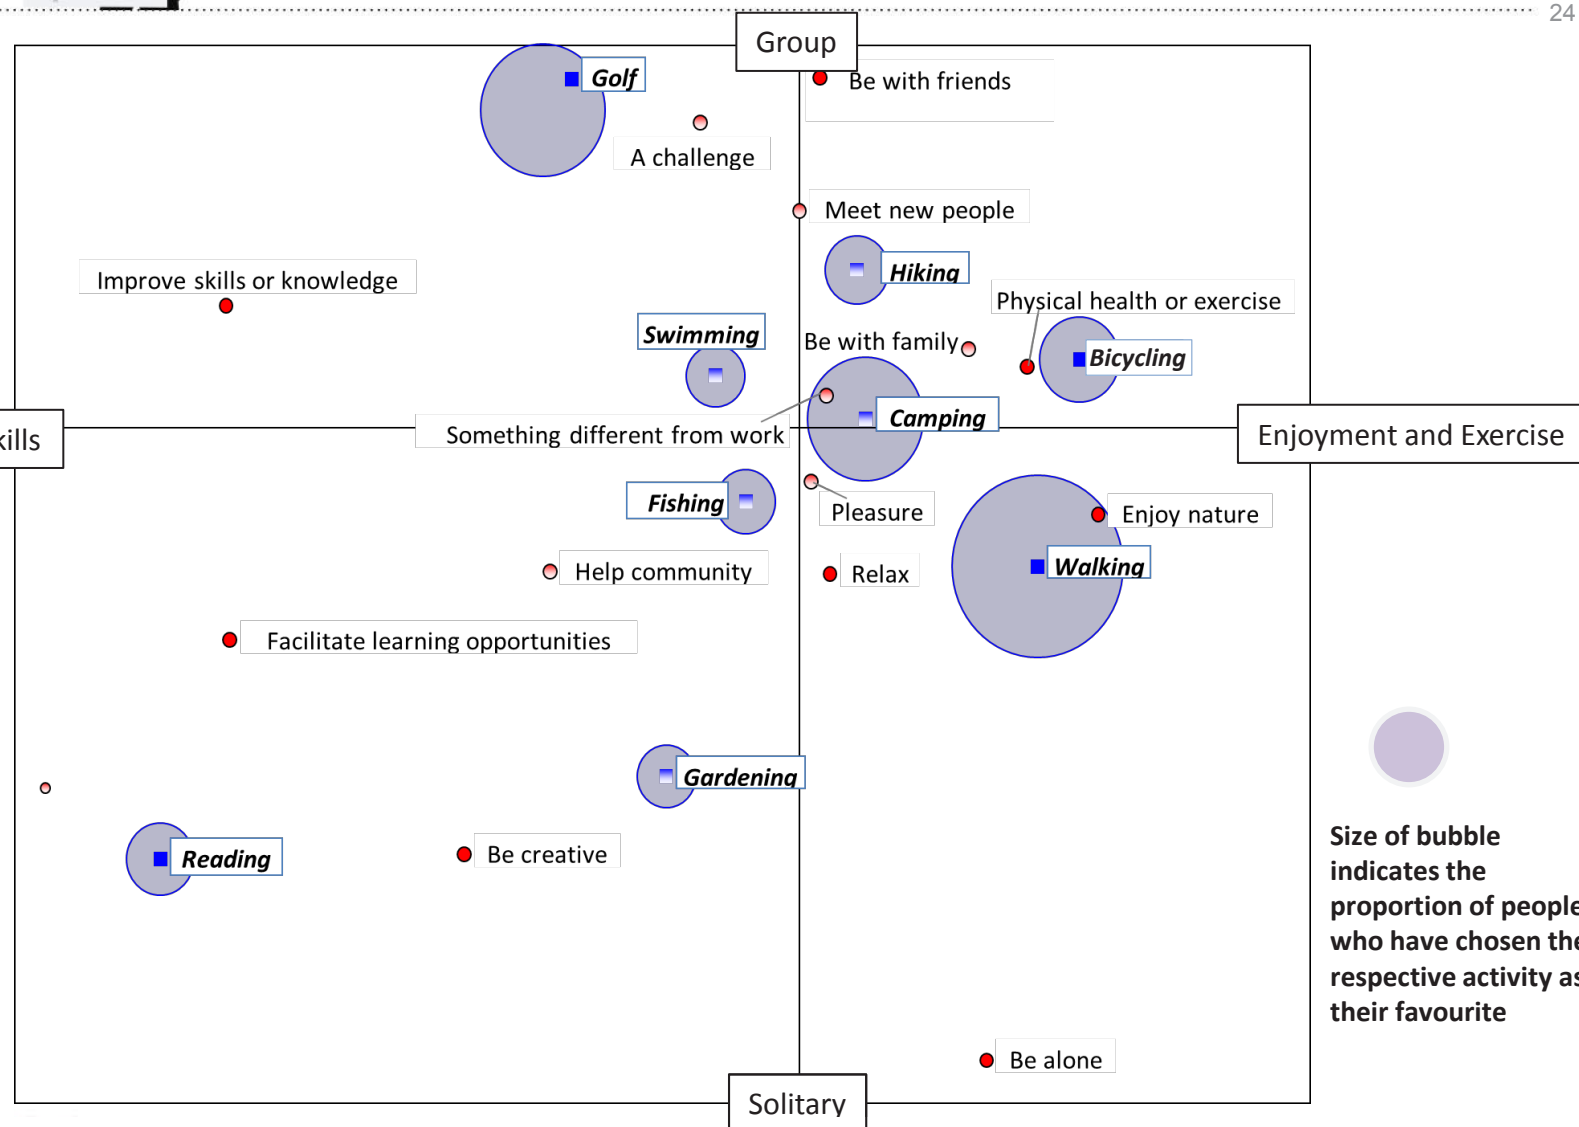 24
Group
Golf
Be with friends
A challenge
Meet new people
Hiking
Improve skills or knowledge
Physical health or exercise
Swimming
Be with family
Bicycling
Camping
Something different from work
Enjoyment and Exercise
Fishing
Pleasure
Enjoy nature
Help community
Relax
Walking
Facilitate learning opportunities
Gardening
Reading
Be creative
Size of bubble
indicates the
proportion of people
who have chosen the
respective activity as
their favourite
Be alone
Solitary